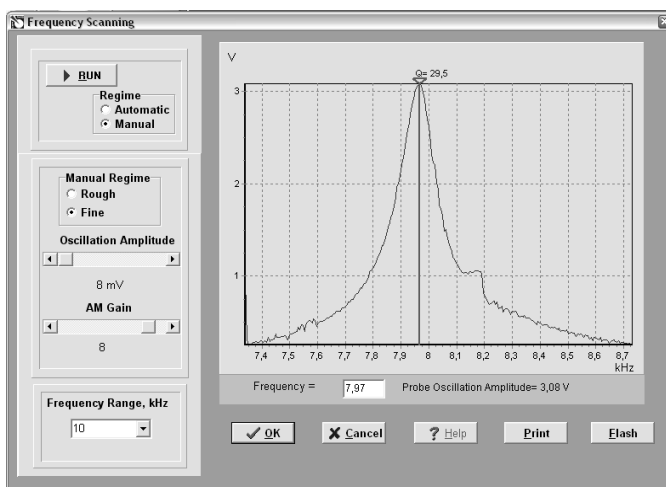 Frequency Scanning
RUN
Regime
Automatic
Manual
Manual Regime
Rough
Fine
Oscillation Amplitude
8 mV
AM Gain
8
Frequency Range, kHz
10
V
Q= 29,5
3
2
1
7,4 7,5 7,6 7,7 7,8 7,9 8 8,1 8,2 8,3 8,4 8,5 8,6 8,7
kHz
Frequency = 7,97 Probe Oscillation Amplitude= 3,08 V
OK Cancel ? Help Print Flash